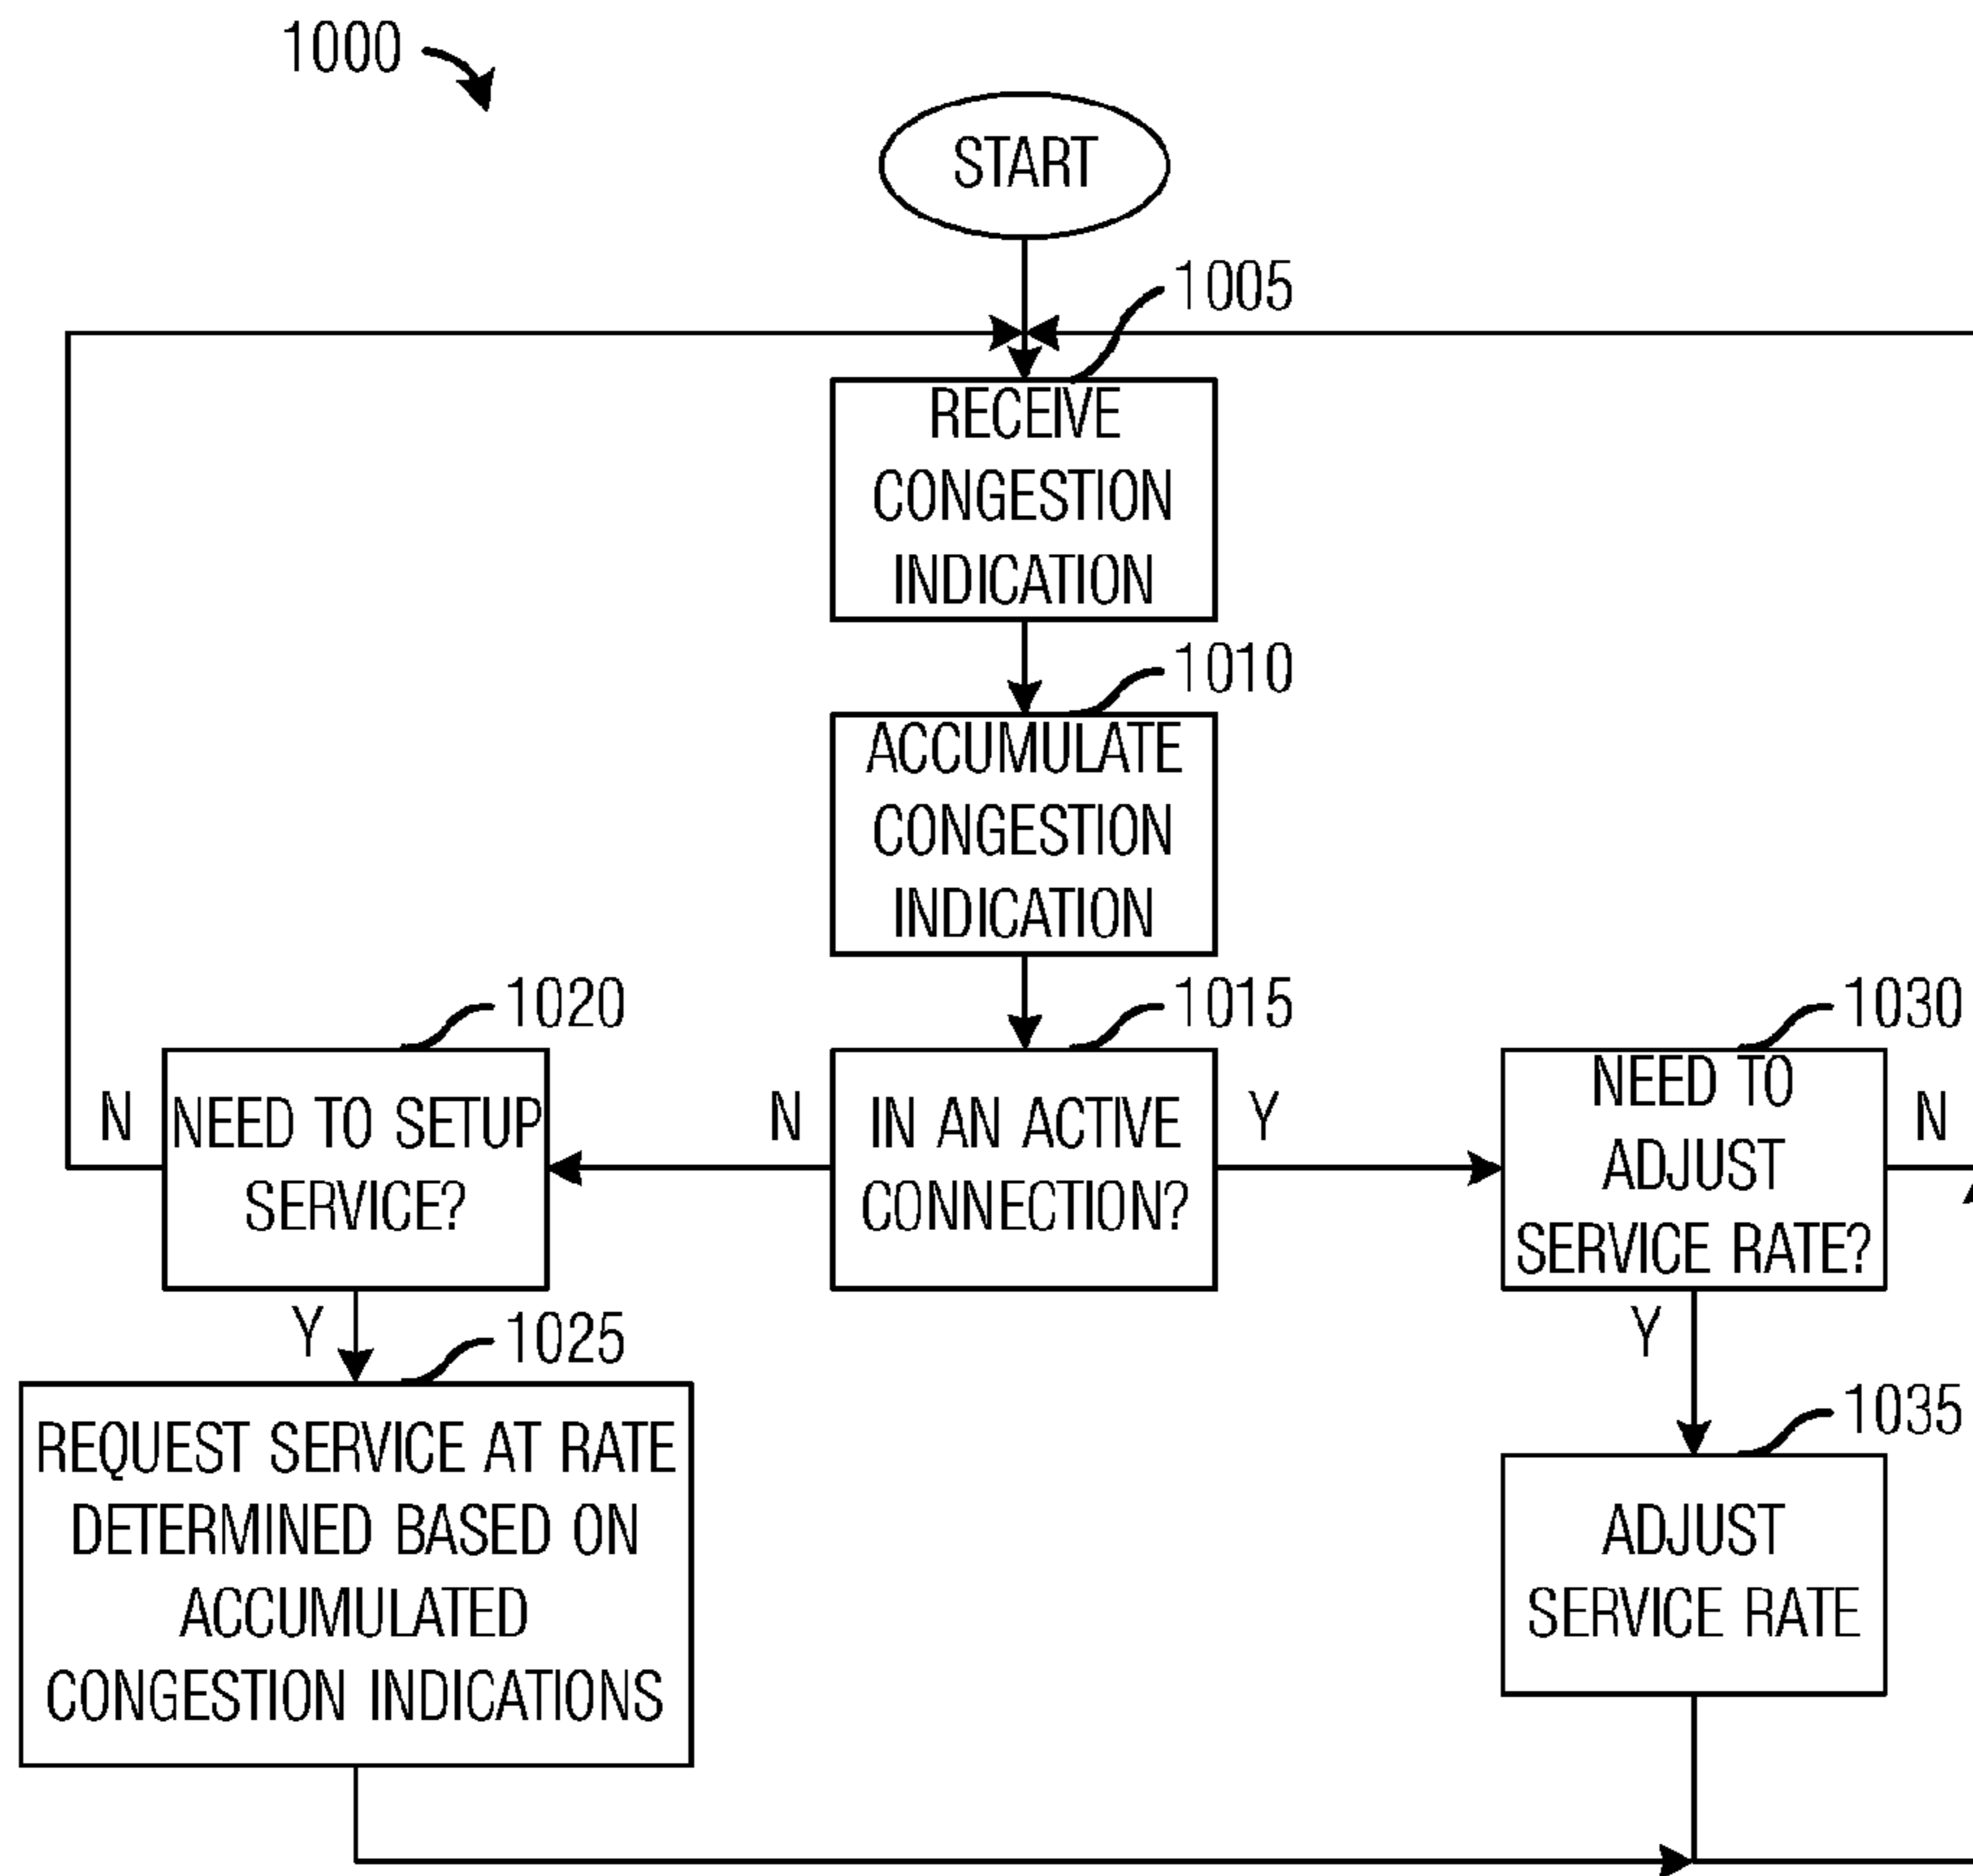 1000
START
1005
RECEIVE
CONGESTION
INDICATION
1010
ACCUMULATE
CONGESTION
INDICATION
1020
1015
1030
N
NEED TO SETUP
SERVICE?
N
IN AN ACTIVE
CONNECTION?
Y
NEED TO
ADJUST
SERVICE RATE?
N
Y
1025
Y
REQUEST SERVICE AT RATE
DETERMINED BASED ON
ACCUMULATED
CONGESTION INDICATIONS
1035
ADJUST
SERVICE RATE